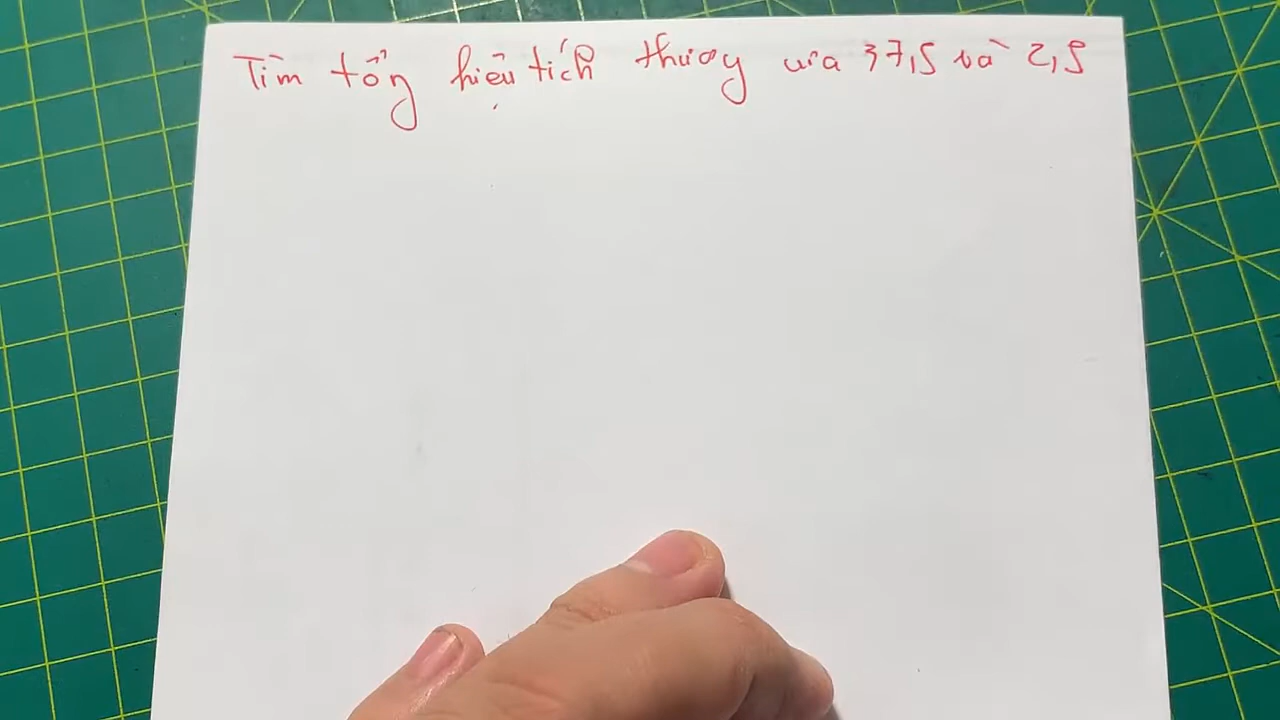 Tìm tổng hiệu tích thương của 37,5 và 2,5